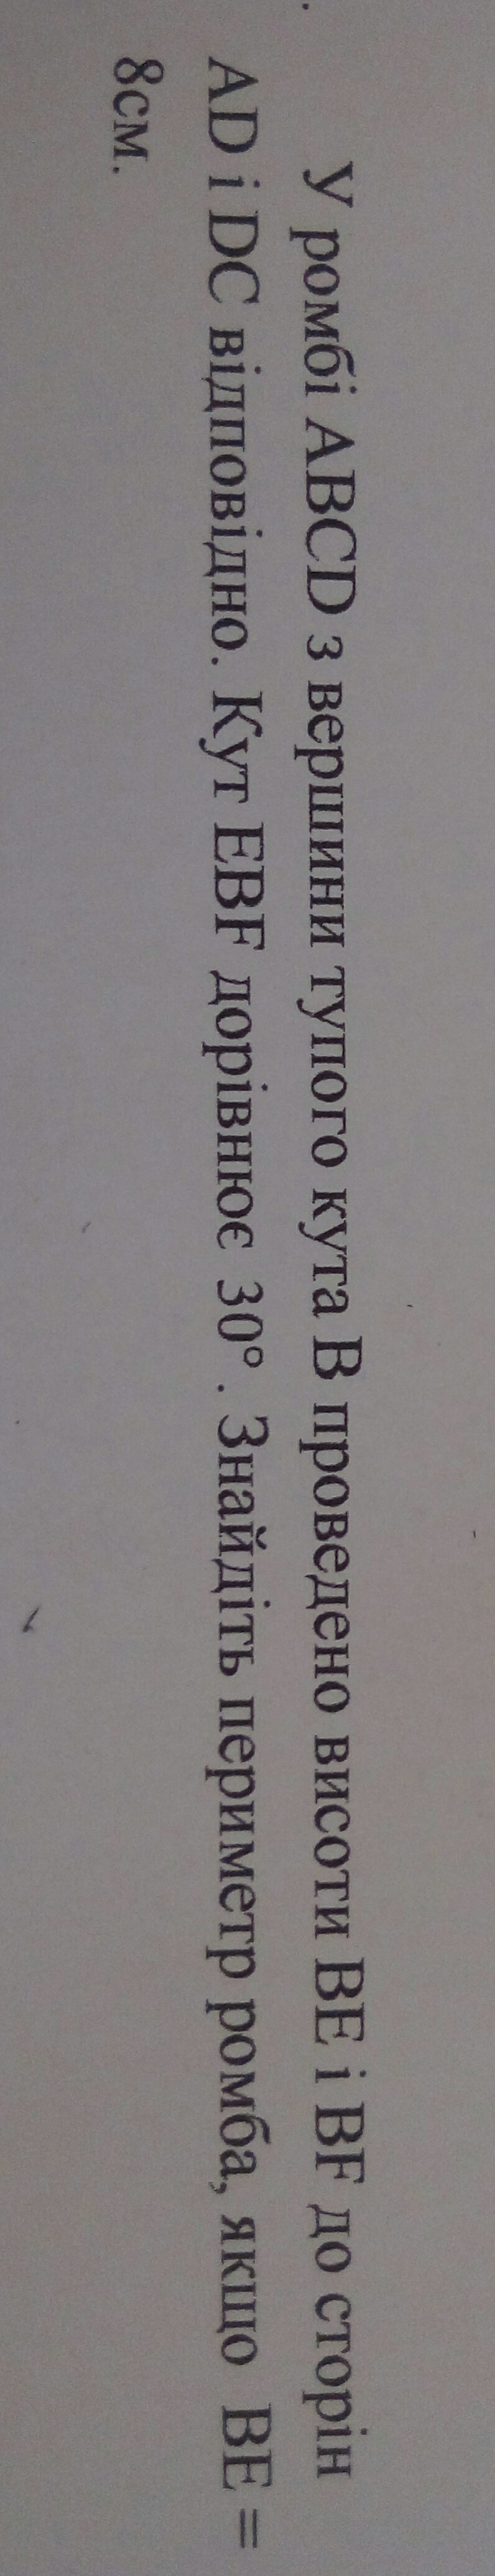 У ромбі ABCD з вершини тупого кута B проведено висоти BE і BF до сторін
AD і DC відповідно. Кут EBF дорівнює 30°. Знайдіть периметр ромба, якщо BE =
8см.